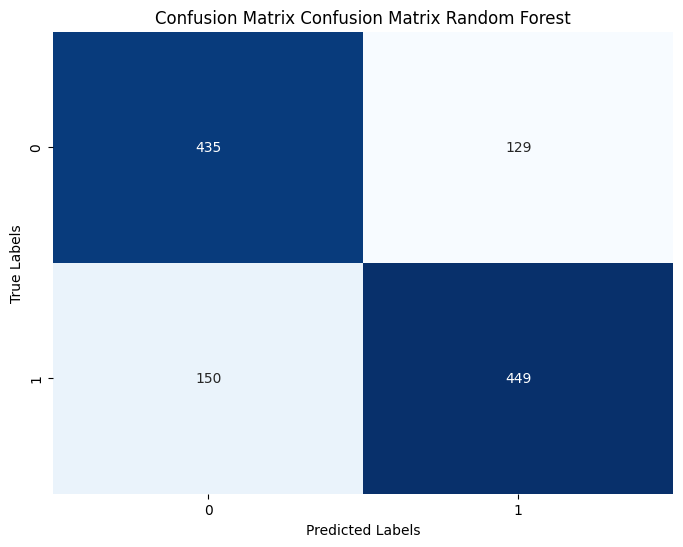 Confusion Matrix Confusion Matrix Random Forest
0
435
129
True Labels
1
150
449
0
1
Predicted Labels